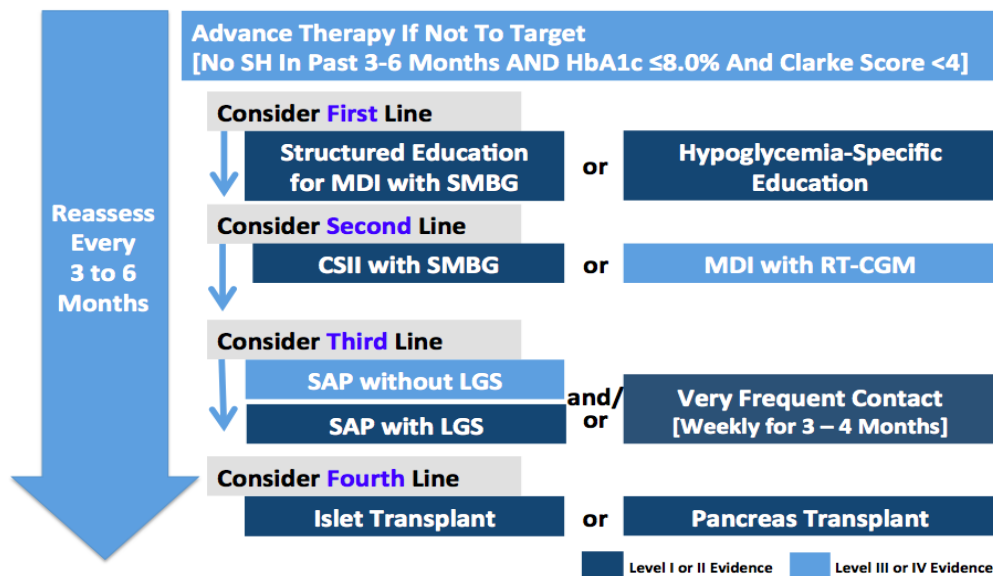 Advance Therapy If Not To Target
[No SH In Past 3-6 Months AND HbA1c ≤8.0% And Clarke Score <4]
Reassess
Every
3 to 6
Months
Consider First Line
Structured Education
for MDI with SMBG
or
Hypoglycemia-Specific
Education
Consider Second Line
CSII with SMBG
or
MDI with RT-CGM
Consider Third Line
SAP without LGS
SAP with LGS
and/
or
Very Frequent Contact
[Weekly for 3 – 4 Months]
Consider Fourth Line
Islet Transplant
or
Pancreas Transplant
Level I or II Evidence
Level III or IV Evidence